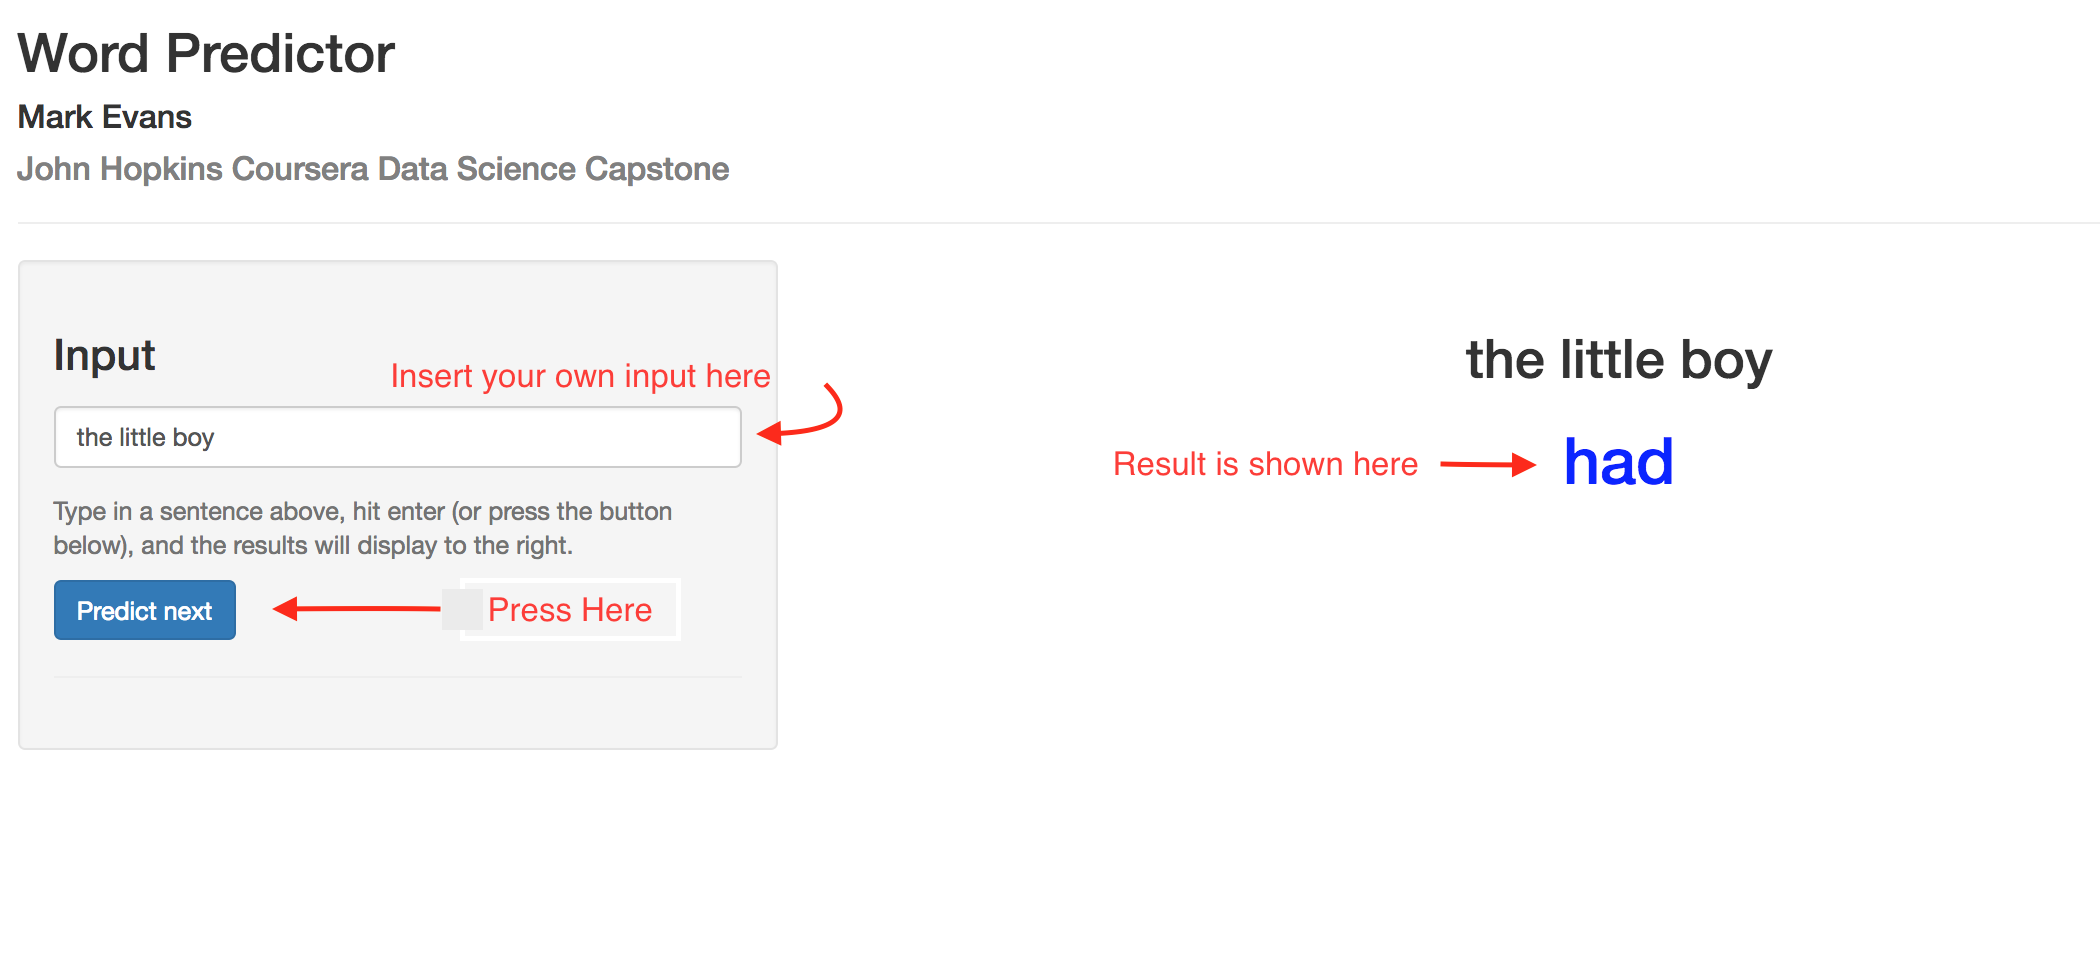 Word Predictor
Mark Evans
John Hopkins Coursera Data Science Capstone
Input
Insert your own input here
the little boy
Type in a sentence above, hit enter (or press the button
below), and the results will display to the right.
Predict next
Press Here
the little boy
Result is shown here
had